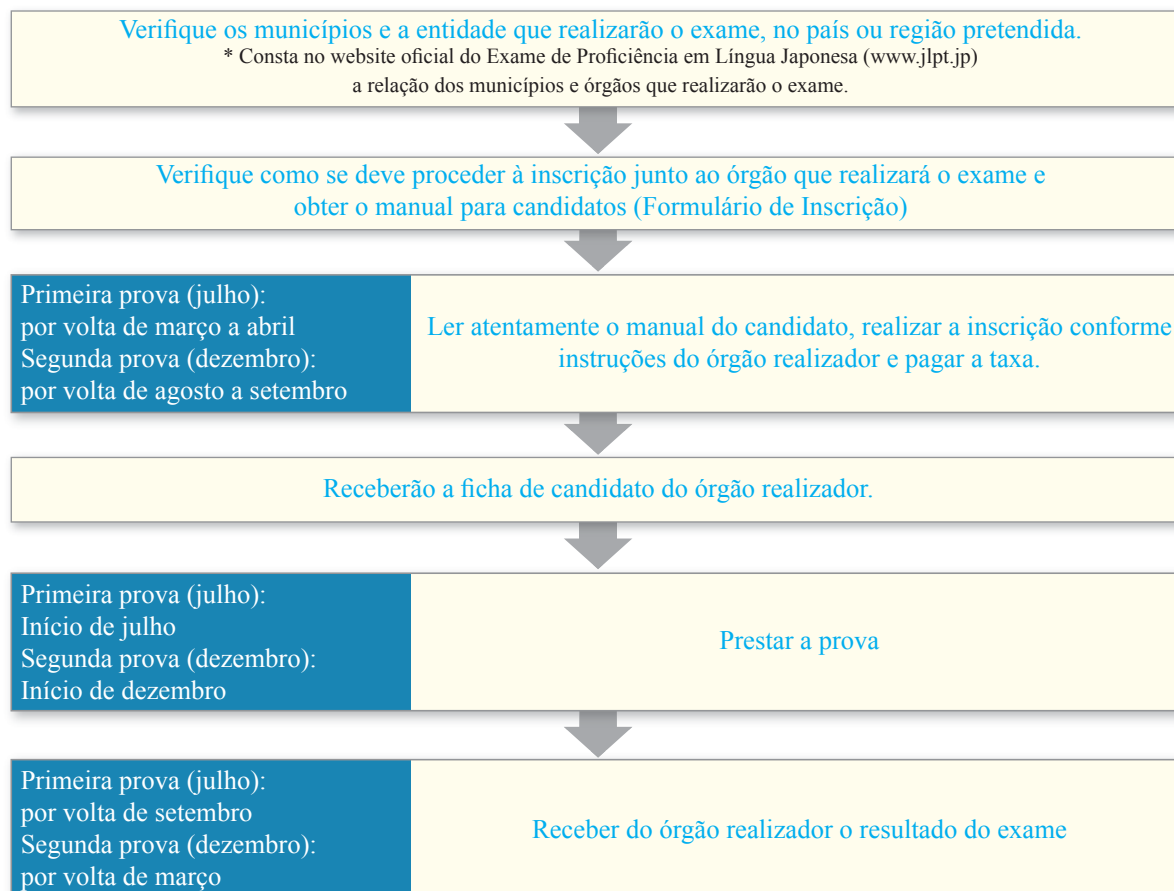 Verifique os municípios e a entidade que realizarão o exame, no país ou região pretendida.
* Consta no website oficial do Exame de Proficiência em Língua Japonesa (www.jlpt.jp)
a relação dos municípios e órgãos que realizarão o exame.
Verifique como se deve proceder à inscrição junto ao órgão que realizará o exame e
obter o manual para candidatos (Formulário de Inscrição)
Primeira prova (julho):
por volta de março a abril
Segunda prova (dezembro):
por volta de agosto a setembro
Ler atentamente o manual do candidato, realizar a inscrição conforme
instruções do órgão realizador e pagar a taxa.
Receberão a ficha de candidato do órgão realizador.
Primeira prova (julho):
Início de julho
Segunda prova (dezembro):
Início de dezembro
Prestar a prova
Primeira prova (julho):
por volta de setembro
Segunda prova (dezembro):
por volta de março
Receber do órgão realizador o resultado do exame